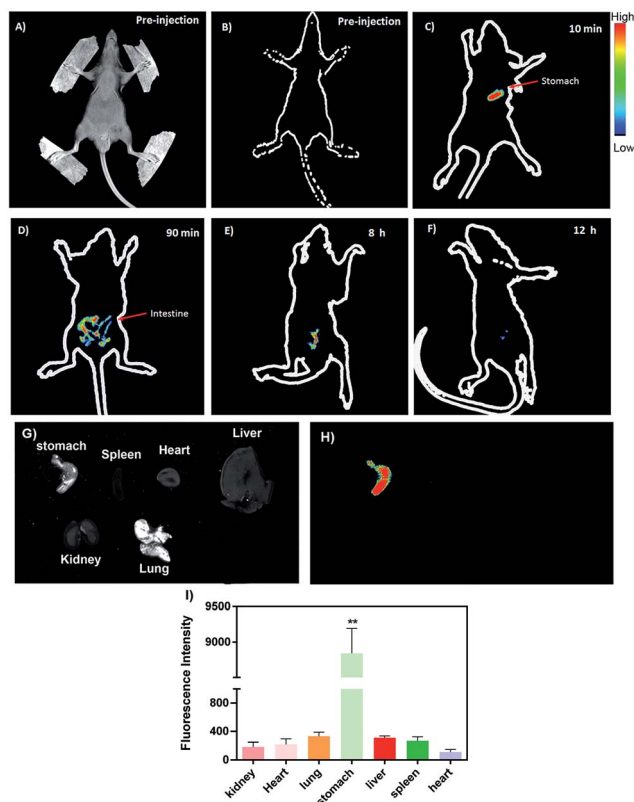 A) Pre-injection
B) Pre-injection
C) 10 min
High
Stomach
Low
D) 90 min
Intestine
E) 8 h
F) 12 h
G)
stomach
Spleen
Heart
Liver
Kidney
Lung
H)
I)
9500
9000
800
400
0
Fluorescence Intensity
**
kidney
Heart
lung
stomach
liver
spleen
heart